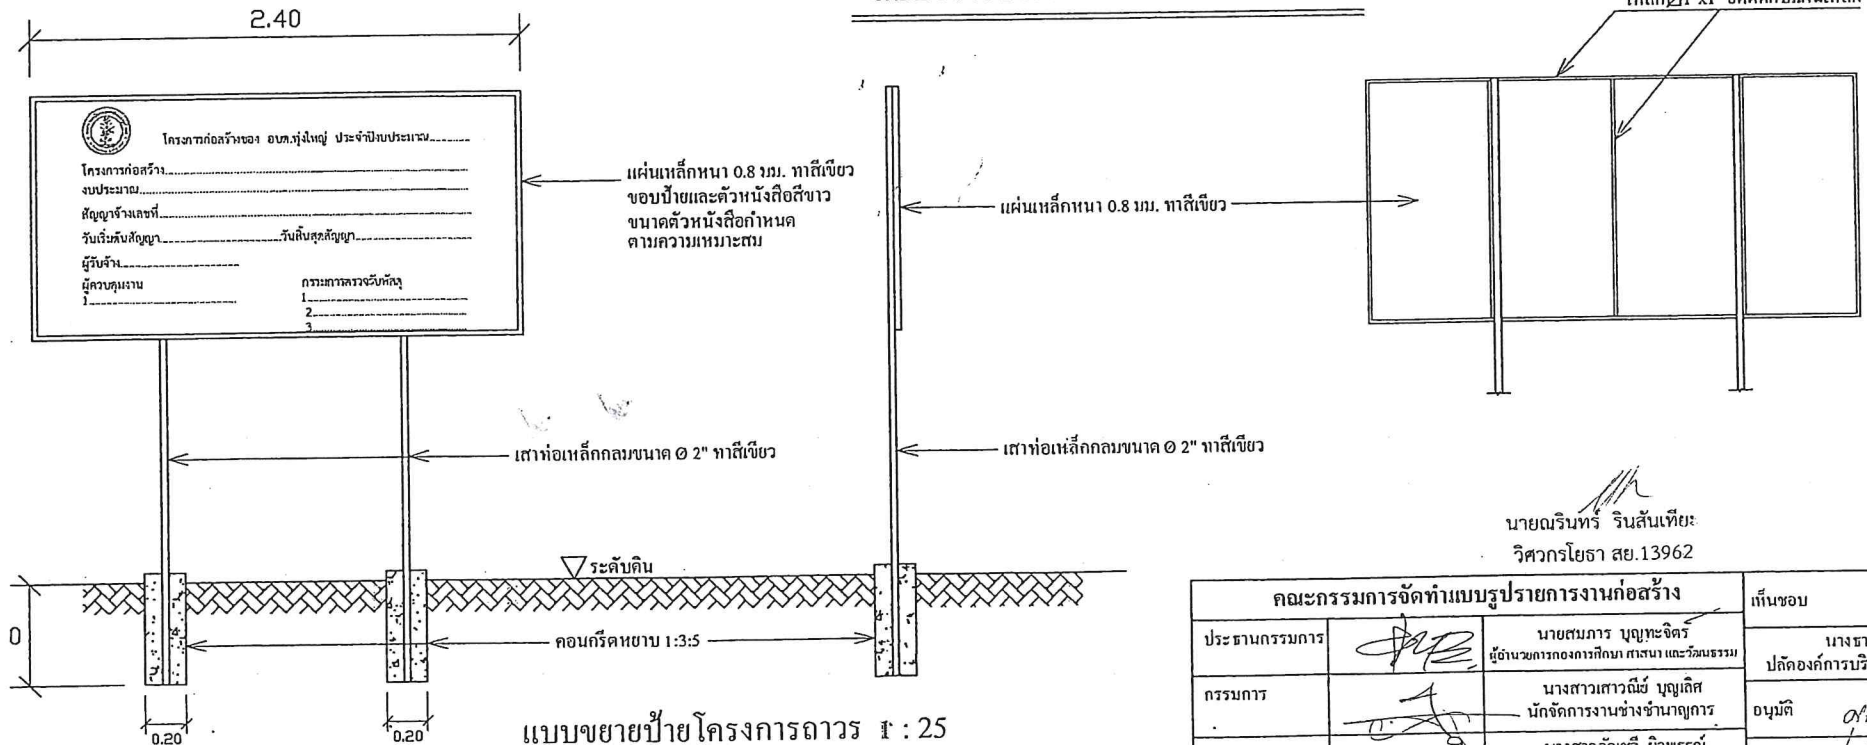 2.40
โครงการก่อสร้างของ อบต.ทุ่งใหญ่ ประจำปีงบประมาณ
โครงการก่อสร้าง
งบประมาณ
สัญญาจ้างเลขที่
วันเริ่มต้นสัญญา วันสิ้นสุดสัญญา
ผู้รับจ้าง
ผู้ควบคุมงาน กรรมการตรวจรับพัสดุ
1 1
2
3
แผ่นเหล็กหนา 0.8 มม. ทาสีเขียว
ขอบป้ายและตัวหนังสือสีขาว
ขนาดตัวหนังสือกำหนด
ตามความเหมาะสม
แผ่นเหล็กหนา 0.8 มม. ทาสีเขียว
เสาท่อเหล็กกลมขนาด Ø 2" ทาสีเขียว
เสาท่อเหล็กกลมขนาด Ø 2" ทาสีเขียว
ระดับดิน
คอนกรีตหยาบ 1:3:5
0
0.20
0.20
แบบขยายป้ายโครงการถาวร 1 : 25
นายณรินทร์ รินสันเทียะ
วิศวกรโยธา สย.13962
คณะกรรมการจัดทำแบบรูปรายการงานก่อสร้าง
เห็นชอบ
ประธานกรรมการ
นายสมภาร บุญทะจิตร
ผู้อำนวยการกองการศึกษา ศาสนา และวัฒนธรรม
ปลัดองค์การบริ
กรรมการ
นางสาวเสาวณีย์ บุญเลิศ
นักจัดการงานช่างชำนาญการ
อนุมัติ